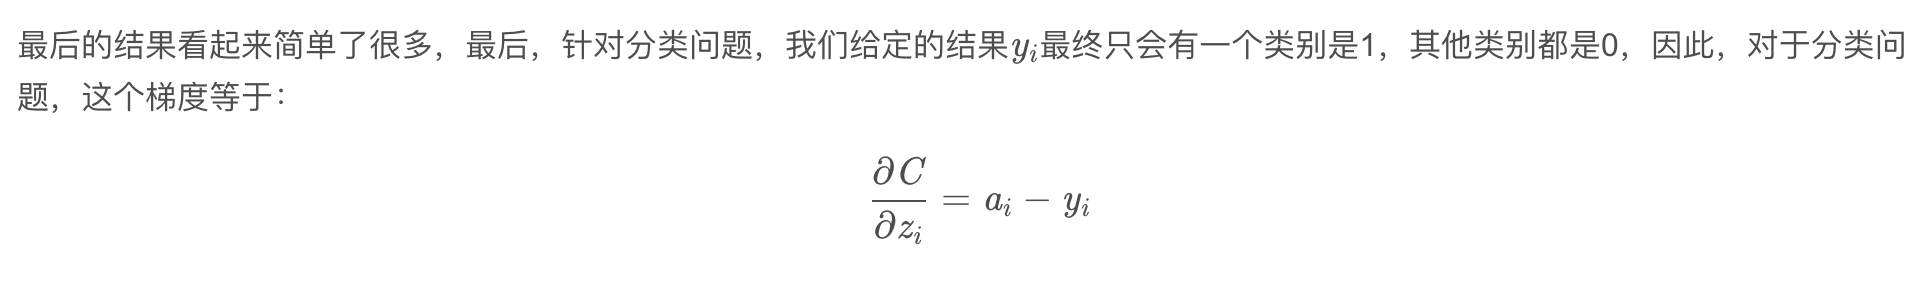 最后的结果看起来简单了很多，最后，针对分类问题，我们给定的结果$y_i$最终只会有一个类别是1，其他类别都是0，因此，对于分类问
题，这个梯度等于：
$$\frac{\partial C}{\partial z_i} = a_i - y_i$$